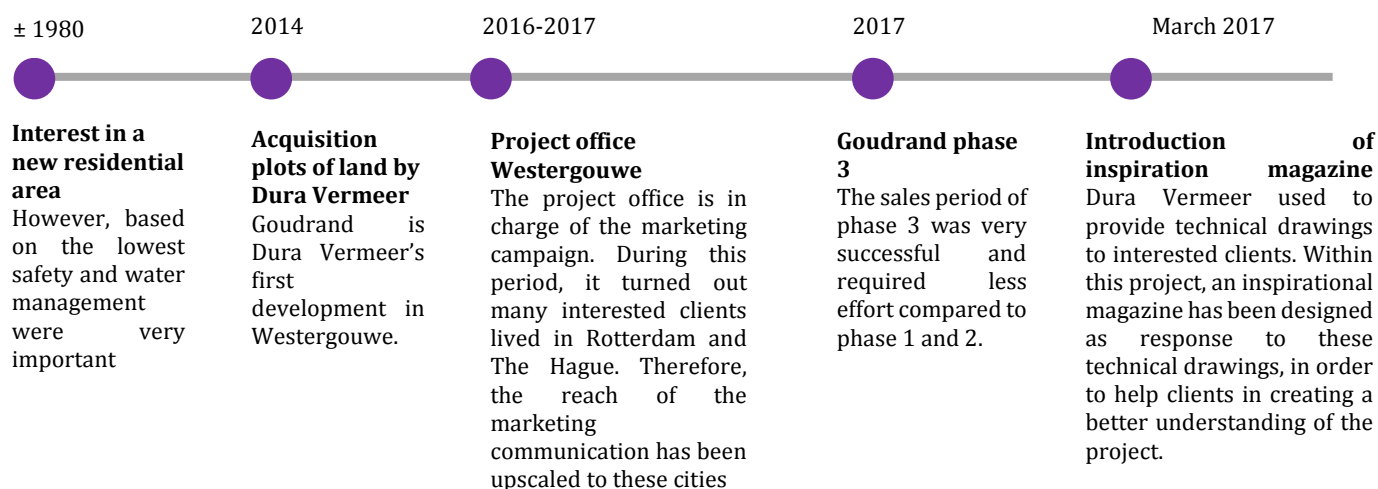 ± 1980
2014
2016-2017
2017
March 2017
Interest in a
new residential
area
However, based
on the lowest
safety and water
management
were very
important
Acquisition
plots of land by
Dura Vermeer
Goudrand is
Dura Vermeer’s
first
development in
Westergouwe.
Project office
Westergouwe
The project office is in
charge of the marketing
campaign. During this
period, it turned out
many interested clients
lived in Rotterdam and
The Hague. Therefore,
the reach of the
marketing
communication has been
upscaled to these cities
Goudrand phase
3
The sales period of
phase 3 was very
successful and
required less
effort compared to
phase 1 and 2.
Introduction of
inspiration magazine
Dura Vermeer used to
provide technical drawings
to interested clients. Within
this project, an inspirational
magazine has been designed
as response to these
technical drawings, in order
to help clients in creating a
better understanding of the
project.